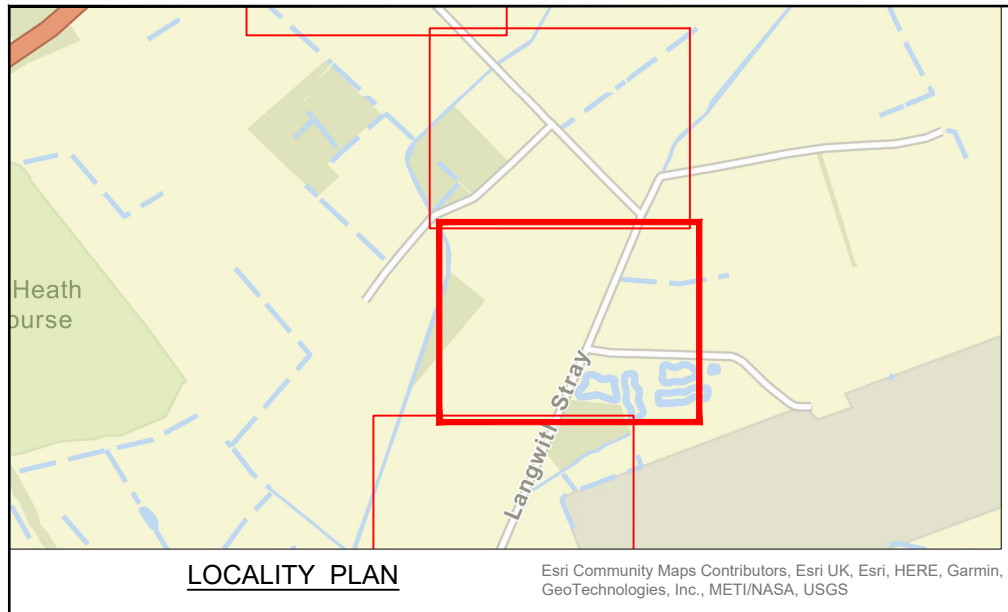 Heath
ourse
Langwith Stray
LOCALITY PLAN
Esri Community Maps Contributors, Esri UK, Esri, HERE, Garmin,
GeoTechnologies, Inc., METI/NASA, USGS